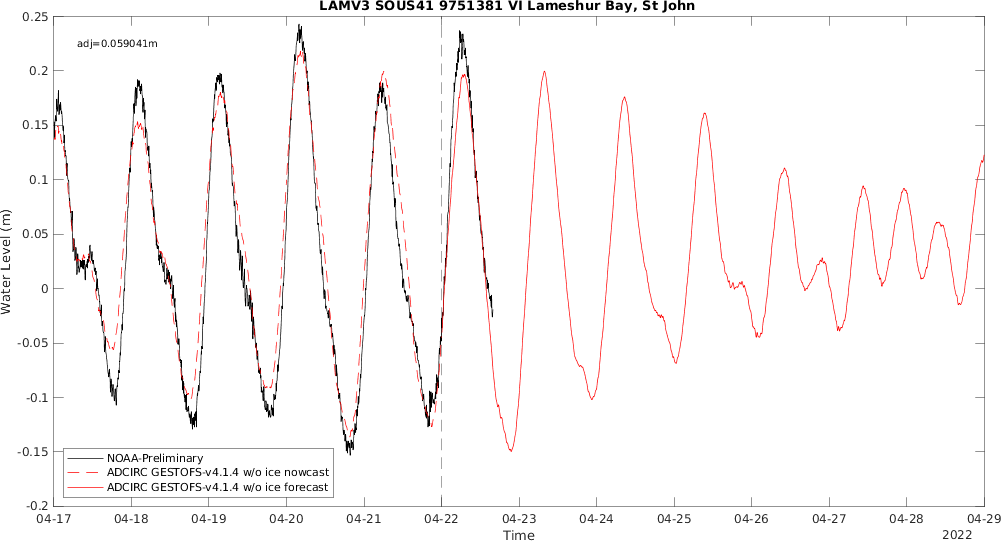 LAMV3 SOUS41 9751381 VI Lameshur Bay, St John
adj=0.059041m
0.25
0.2
0.15
0.1
0.05
0
-0.05
-0.1
-0.15
-0.2
Water Level (m)
NOAA-Preliminary
ADCIRC GESTOFS-v4.1.4 w/o ice nowcast
ADCIRC GESTOFS-v4.1.4 w/o ice forecast
04-17 04-18 04-19 04-20 04-21 04-22 04-23 04-24 04-25 04-26 04-27 04-28 04-29
Time
2022